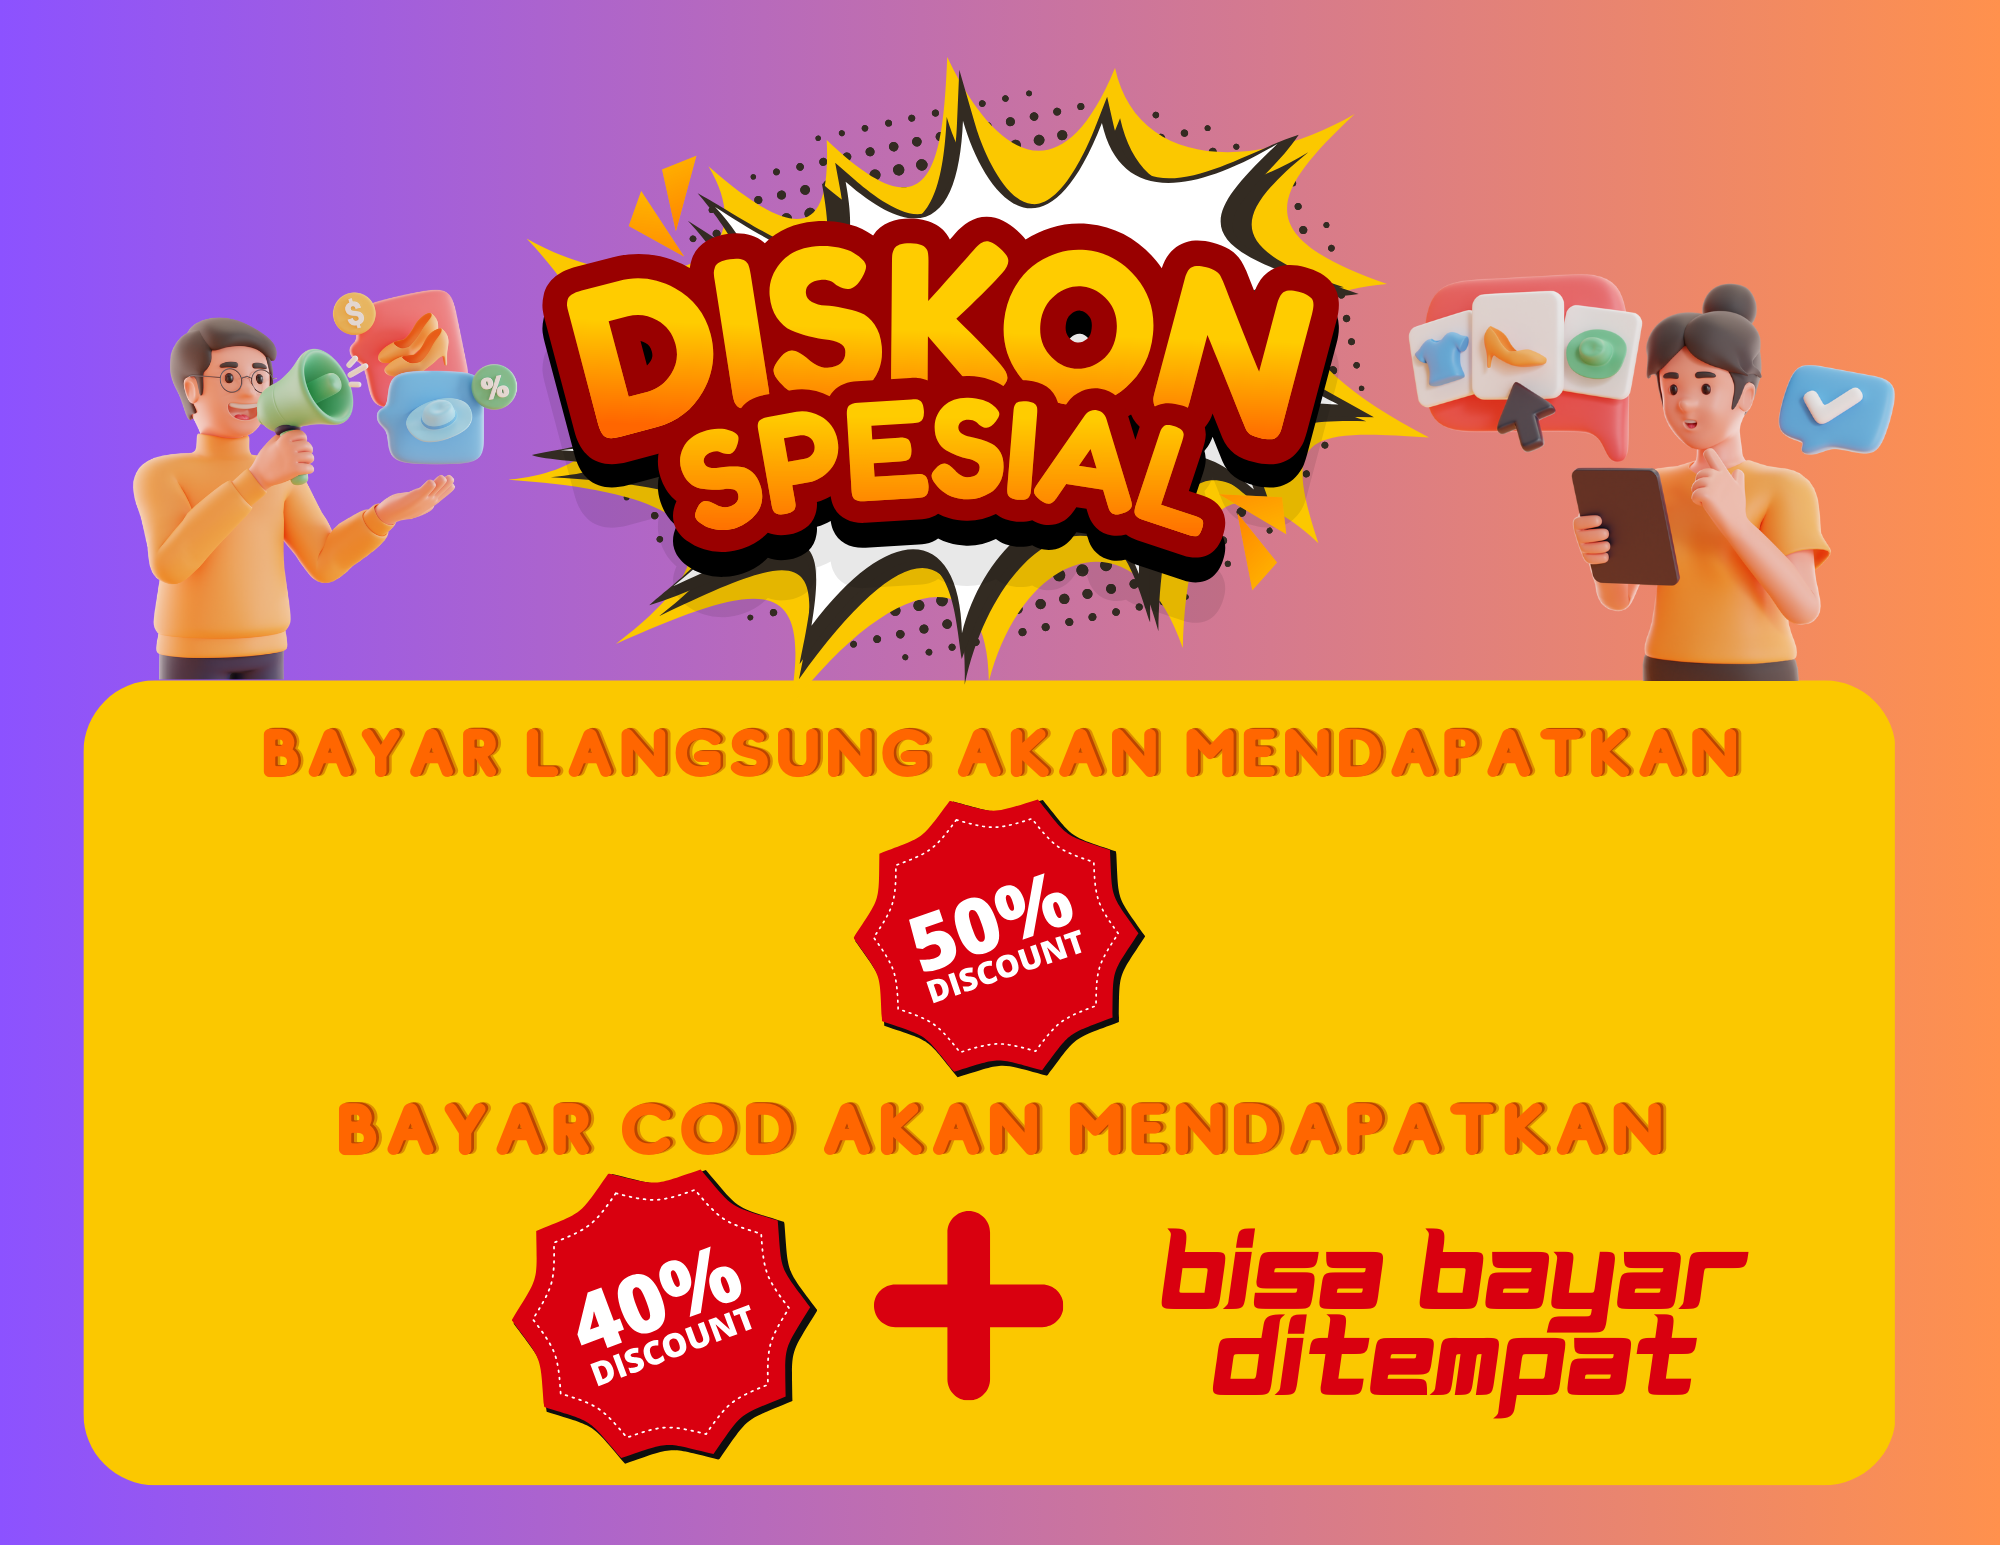 DISKON
SPESIAL
$
%
BAYAR LANGSUNG AKAN MENDAPATKAN
50%
DISCOUNT
BAYAR COD AKAN MENDAPATKAN
40%
DISCOUNT
+
bisa bayar
ditempat